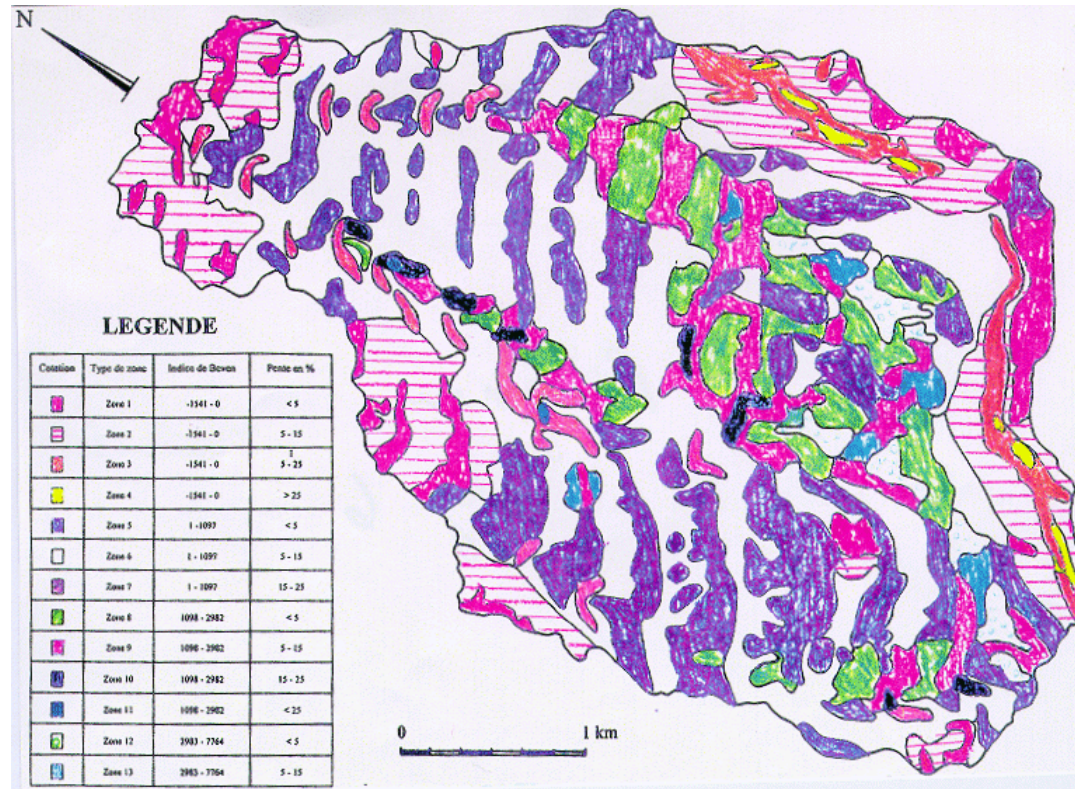 N
LEGENDE
Cotation Type de zone Indice de Beven Pente en %
Zone 1 -1541 - 0 < 5
Zone 2 -1541 - 0 5 - 15
Zone 3 -1541 - 0 5 - 25
Zone 4 -1541 - 0 > 25
Zone 5 1 - 1097 < 5
Zone 6 1 - 1097 5 - 15
Zone 7 1 - 1097 15 - 25
Zone 8 1098 - 2982 < 5
Zone 9 1098 - 2982 5 - 15
Zone 10 1098 - 2982 15 - 25
Zone 11 1098 - 2982 < 25
Zone 12 2983 - 7764 < 5
Zone 13 2983 - 7764 5 - 15
0 1 km